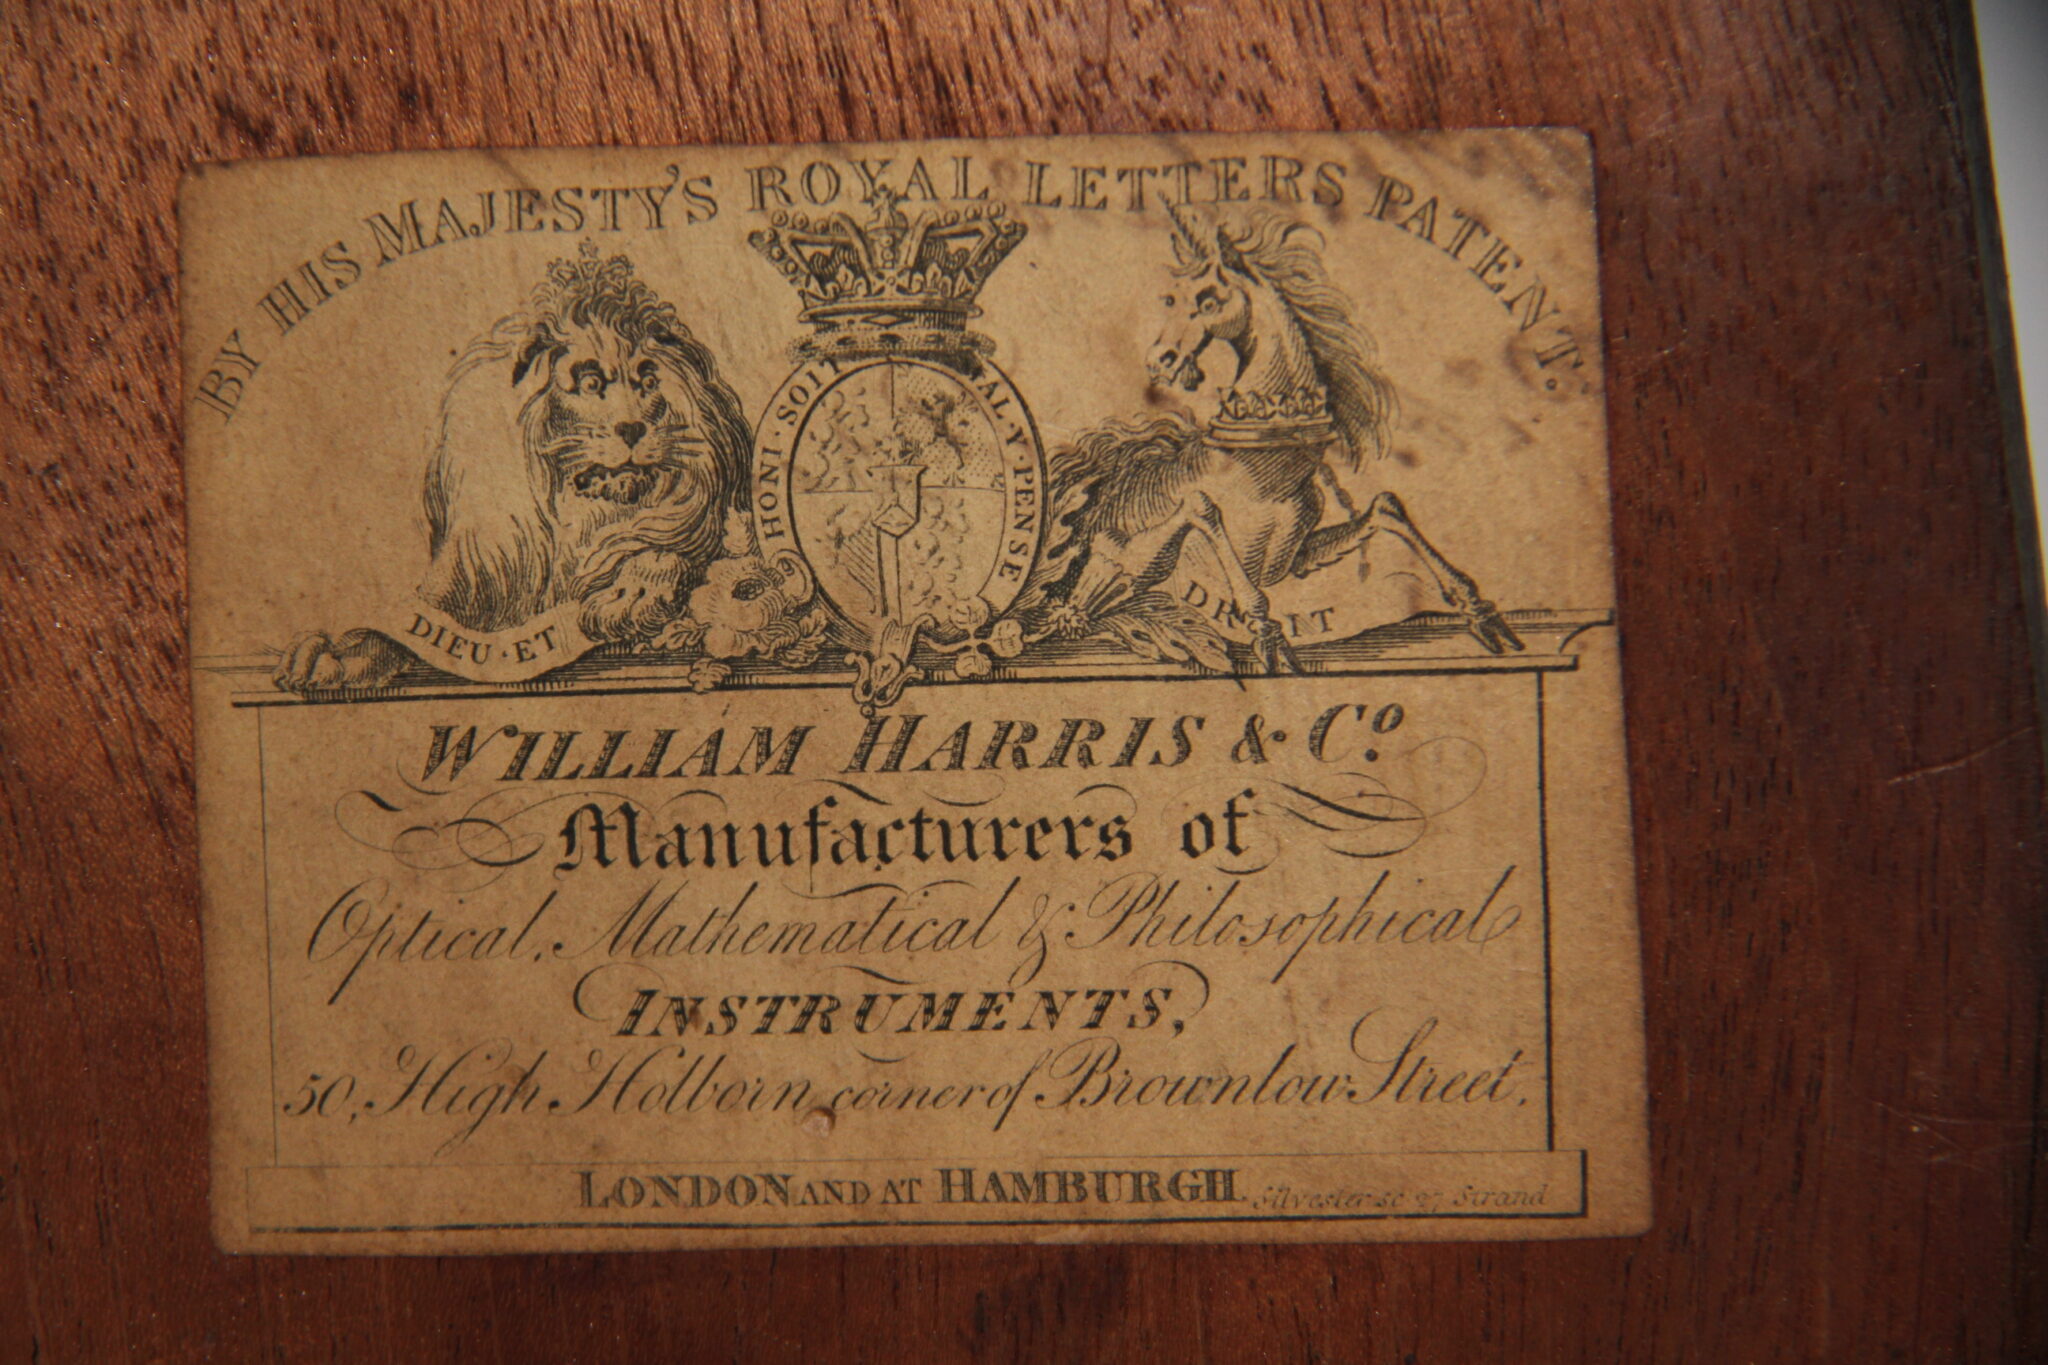 BY HIS MAJESTY'S ROYAL LETTERS PATENT.
HONI · SOIT AL · Y · PENSE
DIEU · ET
DROIT
WILLIAM HARRIS & Co.
Manufacturers of
Optical, Mathematical & Philosophical
INSTRUMENTS,
50, High Holborn corner of Brownlow Street,
LONDON AND AT HAMBURGH.
Silvester sc 27 Strand